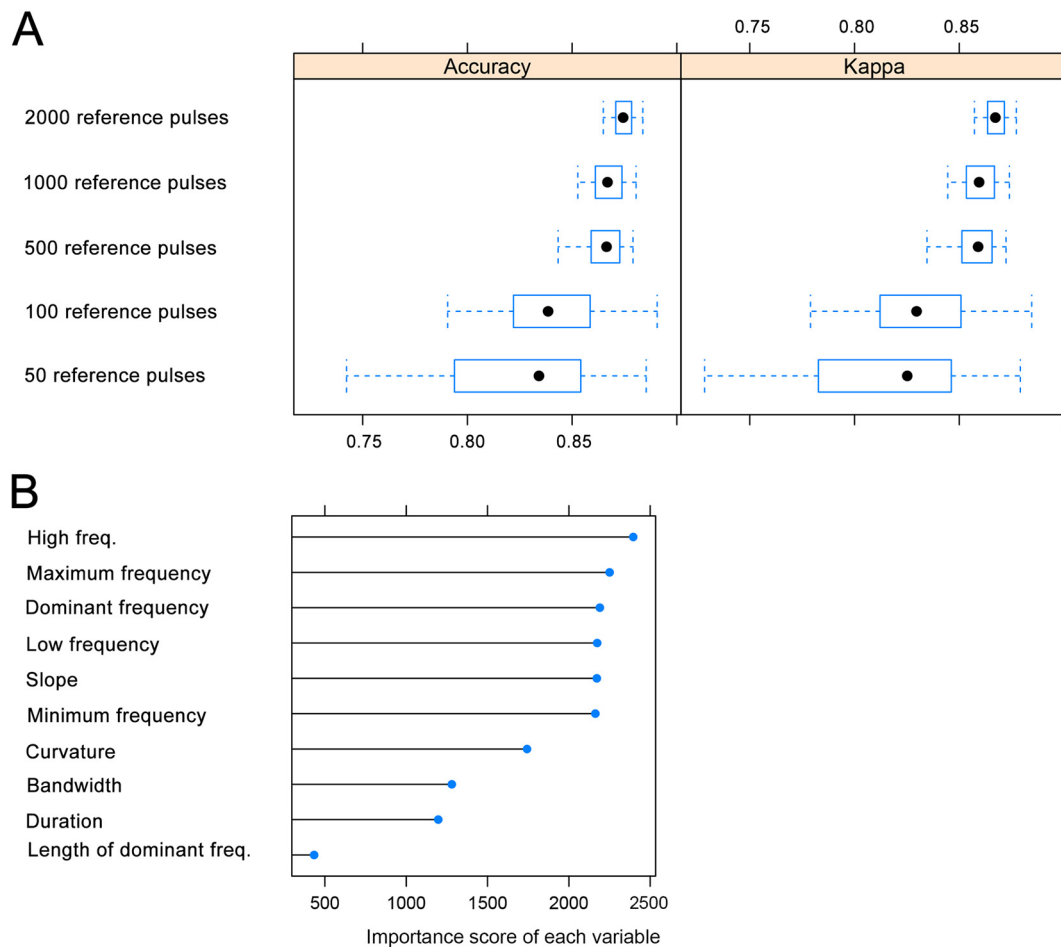 A
0.75 0.80 0.85
Accuracy Kappa
2000 reference pulses
1000 reference pulses
500 reference pulses
100 reference pulses
50 reference pulses
0.75 0.80 0.85
B
High freq.
Maximum frequency
Dominant frequency
Low frequency
Slope
Minimum frequency
Curvature
Bandwidth
Duration
Length of dominant freq.
500 1000 1500 2000 2500
Importance score of each variable